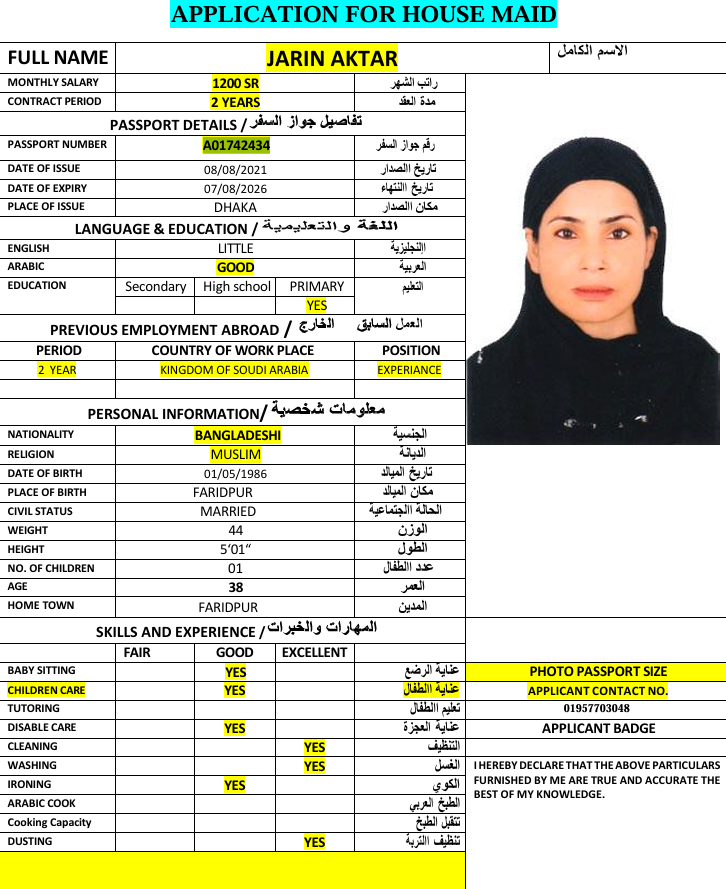 APPLICATION FOR HOUSE MAID
FULL NAME JARIN AKTAR الاسم الكامل
MONTHLY SALARY 1200 SR راتب الشهر
CONTRACT PERIOD 2 YEARS مدة العقد
PASSPORT DETAILS / تفاصيل جواز السفر
PASSPORT NUMBER A01742434 رقم جواز السفر
DATE OF ISSUE 08/08/2021 تاريخ االصدار
DATE OF EXPIRY 07/08/2026 تاريخ االنتهاء
PLACE OF ISSUE DHAKA مكان االصدار
LANGUAGE & EDUCATION / اللغة والتعليمية
ENGLISH LITTLE االنجليزية
ARABIC GOOD العربية
EDUCATION Secondary High school PRIMARY التعليم
YES
PREVIOUS EMPLOYMENT ABROAD / العمل السابق الخارج
PERIOD COUNTRY OF WORK PLACE POSITION
2 YEAR KINGDOM OF SOUDI ARABIA EXPERIANCE
PERSONAL INFORMATION/ معلومات شخصية
NATIONALITY BANGLADESHI الجنسية
RELIGION MUSLIM الديانة
DATE OF BIRTH 01/05/1986 تاريخ الميالد
PLACE OF BIRTH FARIDPUR مكان الميالد
CIVIL STATUS MARRIED الحالة االجتماعية
WEIGHT 44 الوزن
HEIGHT 5‘01“ الطول
NO. OF CHILDREN 01 عدد االطفال
AGE 38 العمر
HOME TOWN FARIDPUR المدين
SKILLS AND EXPERIENCE / المهارات والخبرات
FAIR GOOD EXCELLENT
BABY SITTING YES عناية الرضع
CHILDREN CARE YES عناية االطفال
TUTORING تعليم االطفال
DISABLE CARE YES عناية العجزة
CLEANING YES التنظيف
WASHING YES الغسل
IRONING YES الكوي
ARABIC COOK الطبخ العربي
Cooking Capacity تتقبل الطبخ
DUSTING YES تنظيف االتربة
PHOTO PASSPORT SIZE
APPLICANT CONTACT NO.
01957703048
APPLICANT BADGE
I HEREBY DECLARE THAT THE ABOVE PARTICULARS
FURNISHED BY ME ARE TRUE AND ACCURATE THE
BEST OF MY KNOWLEDGE.